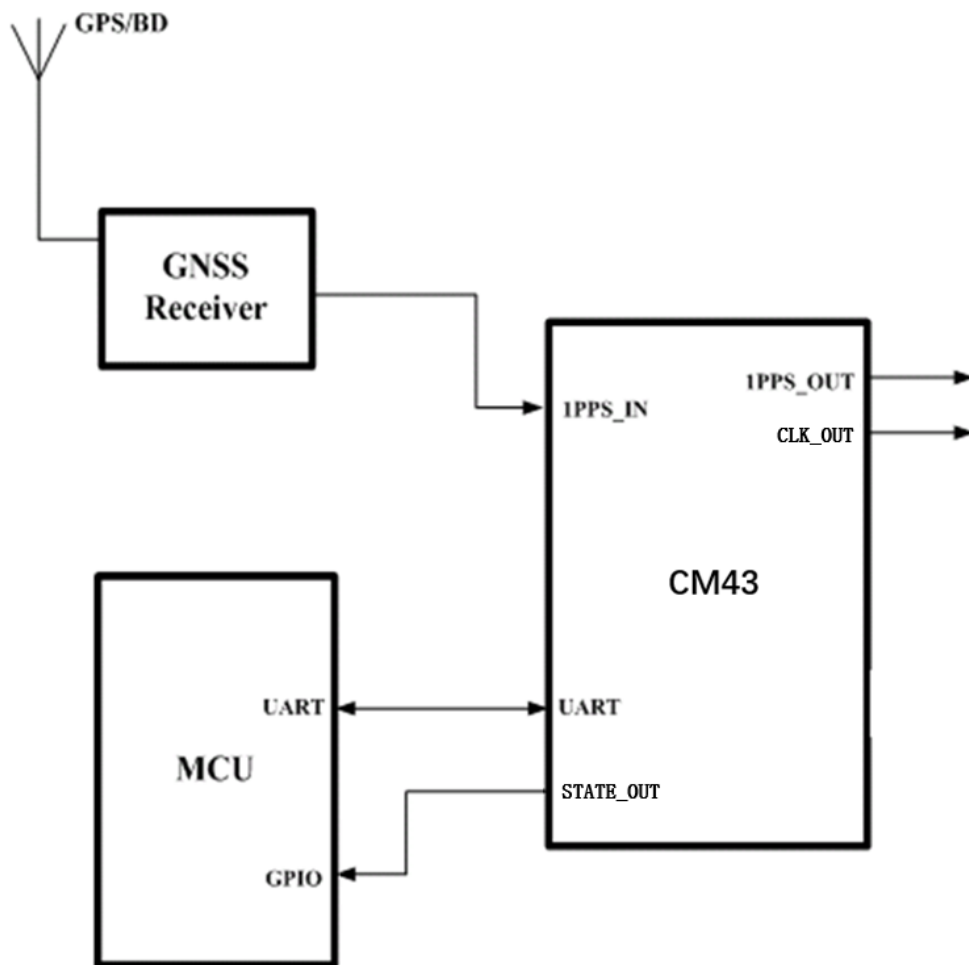 GPS/BD
GNSS
Receiver
1PPS_IN
1PPS_OUT
CLK_OUT
CM43
UART
UART
MCU
STATE_OUT
GPIO